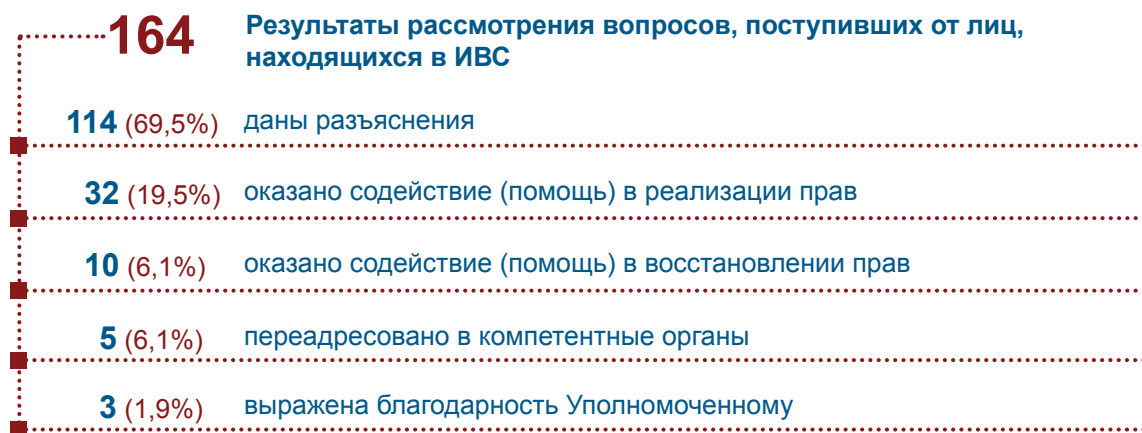 164 Результаты рассмотрения вопросов, поступивших от лиц,
находящихся в ИВС
114 (69,5%) даны разъяснения
32 (19,5%) оказано содействие (помощь) в реализации прав
10 (6,1%) оказано содействие (помощь) в восстановлении прав
5 (6,1%) переадресовано в компетентные органы
3 (1,9%) выражена благодарность Уполномоченному